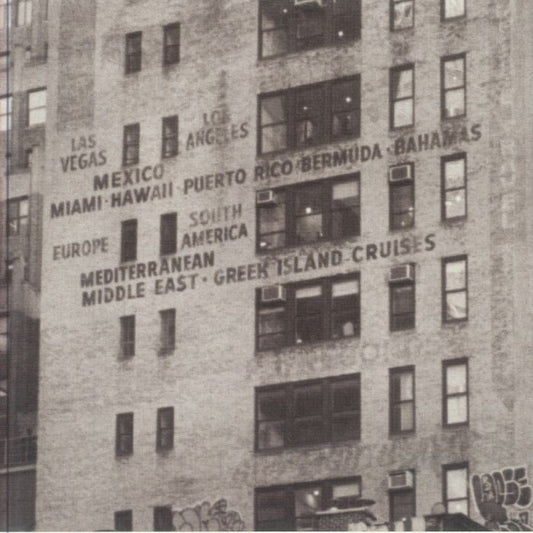 LAS VEGAS
LOS ANGELES
MEXICO
MIAMI·HAWAII·PUERTO RICO·BERMUDA·BAHAMAS
EUROPE
SOUTH AMERICA
MEDITERRANEAN
MIDDLE EAST·GREEK ISLAND CRUISES